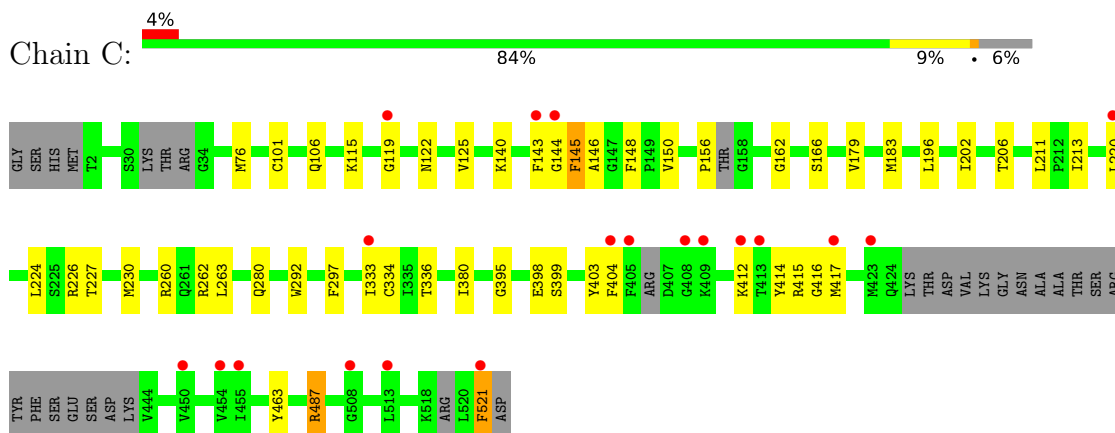 4%
Chain C:
84% 9% • 6%
GLY SER HIS MET T2 S30 LYS THR ARG G34 M76 C101 Q106 K115 G119 N122 V125 K140 F143 G144 F145 A146 G147 F148 P149 V150 P156 THR G158 G162 S166 V179 M183 L196 I202 T206 L211 P212 I213 L220
L224 S225 R226 T227 M230 R260 Q261 R262 L263 Q280 W292 F297 I333 C334 I335 T336 I380 G395 E398 S399 Y403 F404 F405 ARG D407 G408 K409 K412 T413 Y414 R415 G416 M417 M423 Q424 LYS THR ASP VAL LYS GLY ASN ALA ALA THR SER ARG
TYR PHE SER GLU SER ASP LYS V444 V450 V454 I455 Y463 R487 G508 L513 K518 ARG L520 F521 ASP